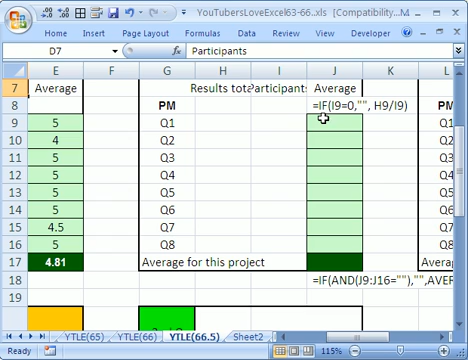 YouTubersLoveExcel63-66...xls [Compatibility
Home Insert Page Layout Formulas Data Review View Developer
D7 Participants
E F G H I J K L
7 Average Results tota Participants Average
8 PM =IF(I9=0,"", H9/I9) PM
9 5 Q1 Q1
10 4 Q2 Q2
11 5 Q3 Q3
12 5 Q4 Q4
13 5 Q5 Q5
14 5 Q6 Q6
15 4.5 Q7 Q7
16 5 Q8 Q8
17 4.81 Average for this project Average
18 =IF(AND(J9:J16=""),"",AVER
19
YTLE(65) YTLE(66) YTLE(66.5) Sheet2
Ready 115%